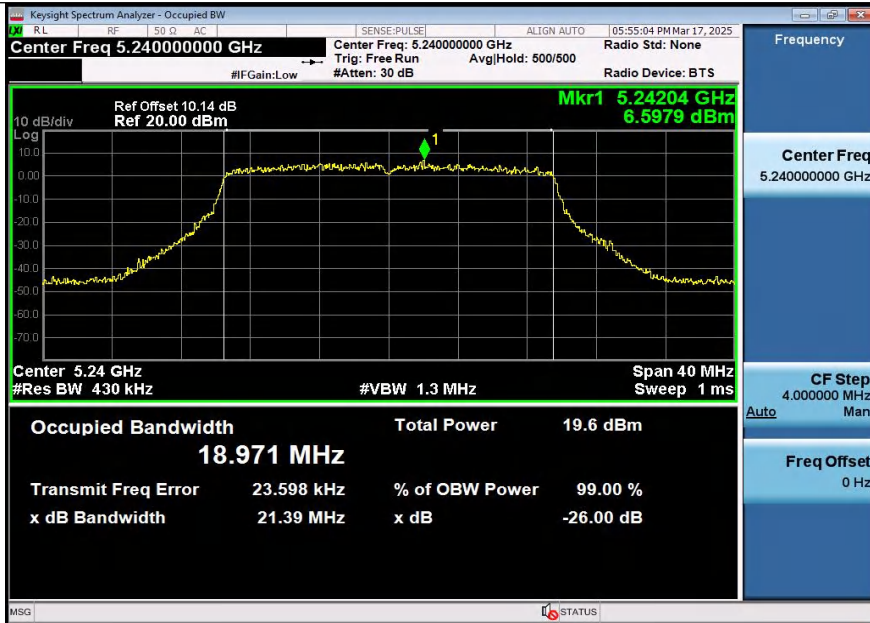 Keysight Spectrum Analyzer - Occupied BW
LXI RL RF 50 Ω AC SENSE:PULSE ALIGN AUTO 05:55:04 PM Mar 17, 2025
Center Freq 5.240000000 GHz
Center Freq: 5.240000000 GHz Radio Std: None
Trig: Free Run Avg|Hold: 500/500
#IFGain:Low #Atten: 30 dB Radio Device: BTS
Ref Offset 10.14 dB Mkr1 5.24204 GHz
10 dB/div Ref 20.00 dBm 6.5979 dBm
Log
1
10.0
0.00
-10.0
-20.0
-30.0
-40.0
-50.0
-60.0
-70.0
Center 5.24 GHz Span 40 MHz
#Res BW 430 kHz #VBW 1.3 MHz Sweep 1 ms
Occupied Bandwidth Total Power 19.6 dBm
18.971 MHz
Transmit Freq Error 23.598 kHz % of OBW Power 99.00 %
x dB Bandwidth 21.39 MHz x dB -26.00 dB
MSG STATUS
Frequency
Center Freq
5.240000000 GHz
CF Step
4.000000 MHz
Auto Man
Freq Offset
0 Hz